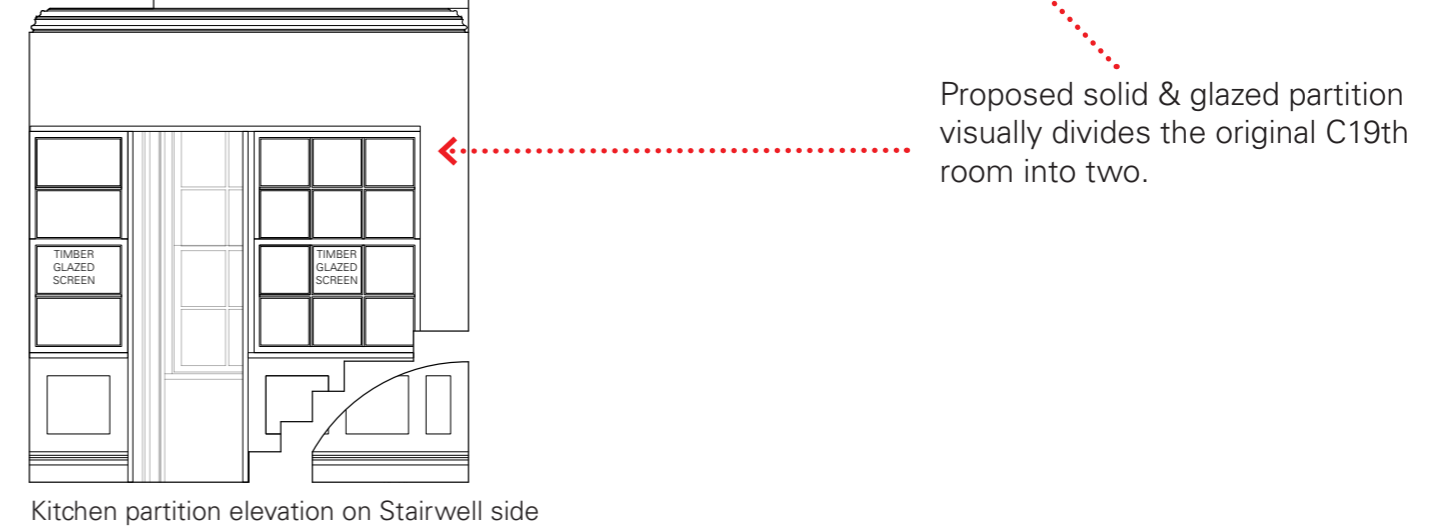 Proposed solid & glazed partition
visually divides the original C19th
room into two.
TIMBER
GLAZED
SCREEN
TIMBER
GLAZED
SCREEN
Kitchen partition elevation on Stairwell side